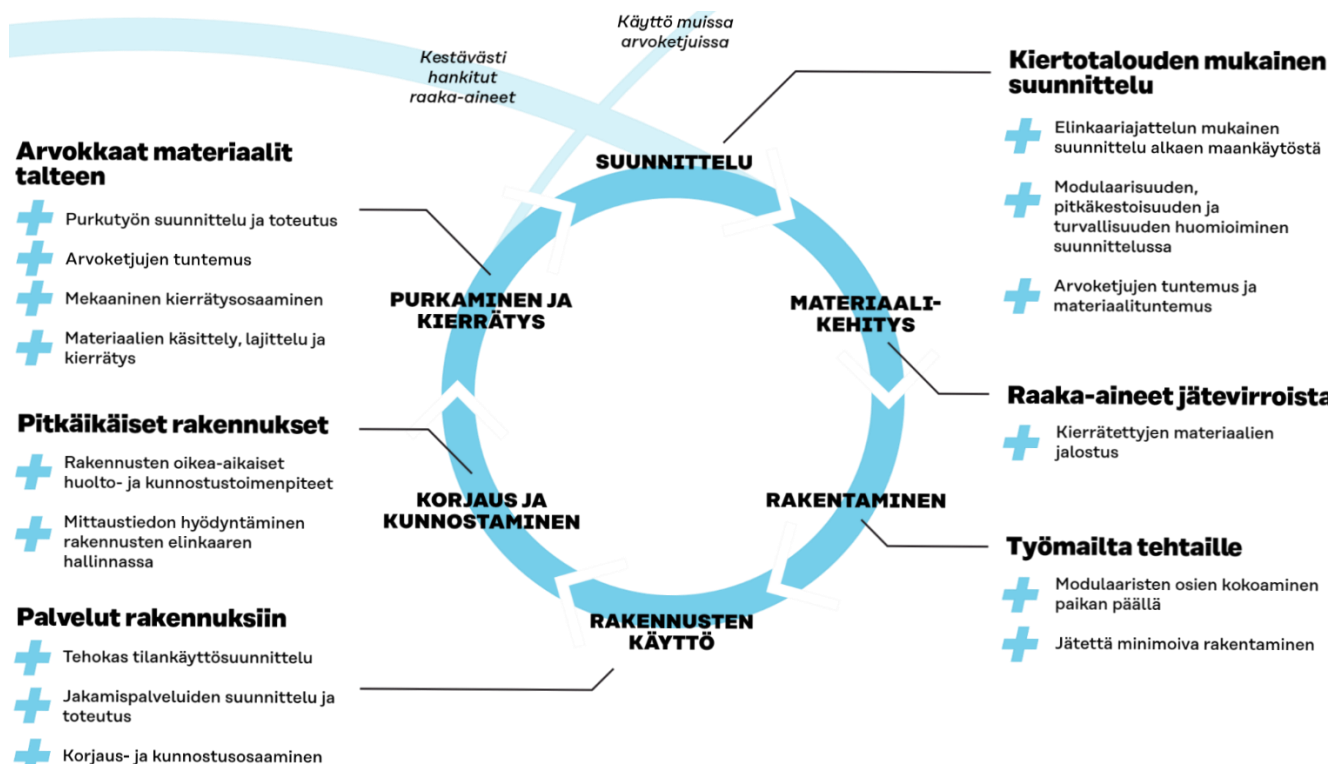 Käyttö muissa
arvoketjuissa
Kestävästi
hankitut
raaka-aineet
SUUNNITTELU
MATERIAALI-
KEHITYS
RAKENTAMINEN
RAKENNUSTEN
KÄYTTÖ
KORJAUS JA
KUNNOSTAMINEN
PURKAMINEN JA
KIERRÄTYS
Kiertotalouden mukainen
suunnittelu
Elinkaariajattelun mukainen
suunnittelu alkaen maankäytöstä
Modulaarisuuden,
pitkäkestoisuuden ja
turvallisuuden huomioiminen
suunnittelussa
Arvoketjujen tuntemus ja
materiaalituntemus
Raaka-aineet jätevirroista
Kierrätettyjen materiaalien
jalostus
Työmailta tehtaille
Modulaaristen osien kokoaminen
paikan päällä
Jätettä minimoiva rakentaminen
Arvokkaat materiaalit
talteen
Purkutyön suunnittelu ja toteutus
Arvoketjujen tuntemus
Mekaaninen kierrätysosaaminen
Materiaalien käsittely, lajittelu ja
kierrätys
Pitkäikäiset rakennukset
Rakennusten oikea-aikaiset
huolto- ja kunnostustoimenpiteet
Mittaustiedon hyödyntäminen
rakennusten elinkaaren
hallinnassa
Palvelut rakennuksiin
Tehokas tilankäyttösuunnittelu
Jakamispalveluiden suunnittelu ja
toteutus
Korjaus- ja kunnostusosaaminen